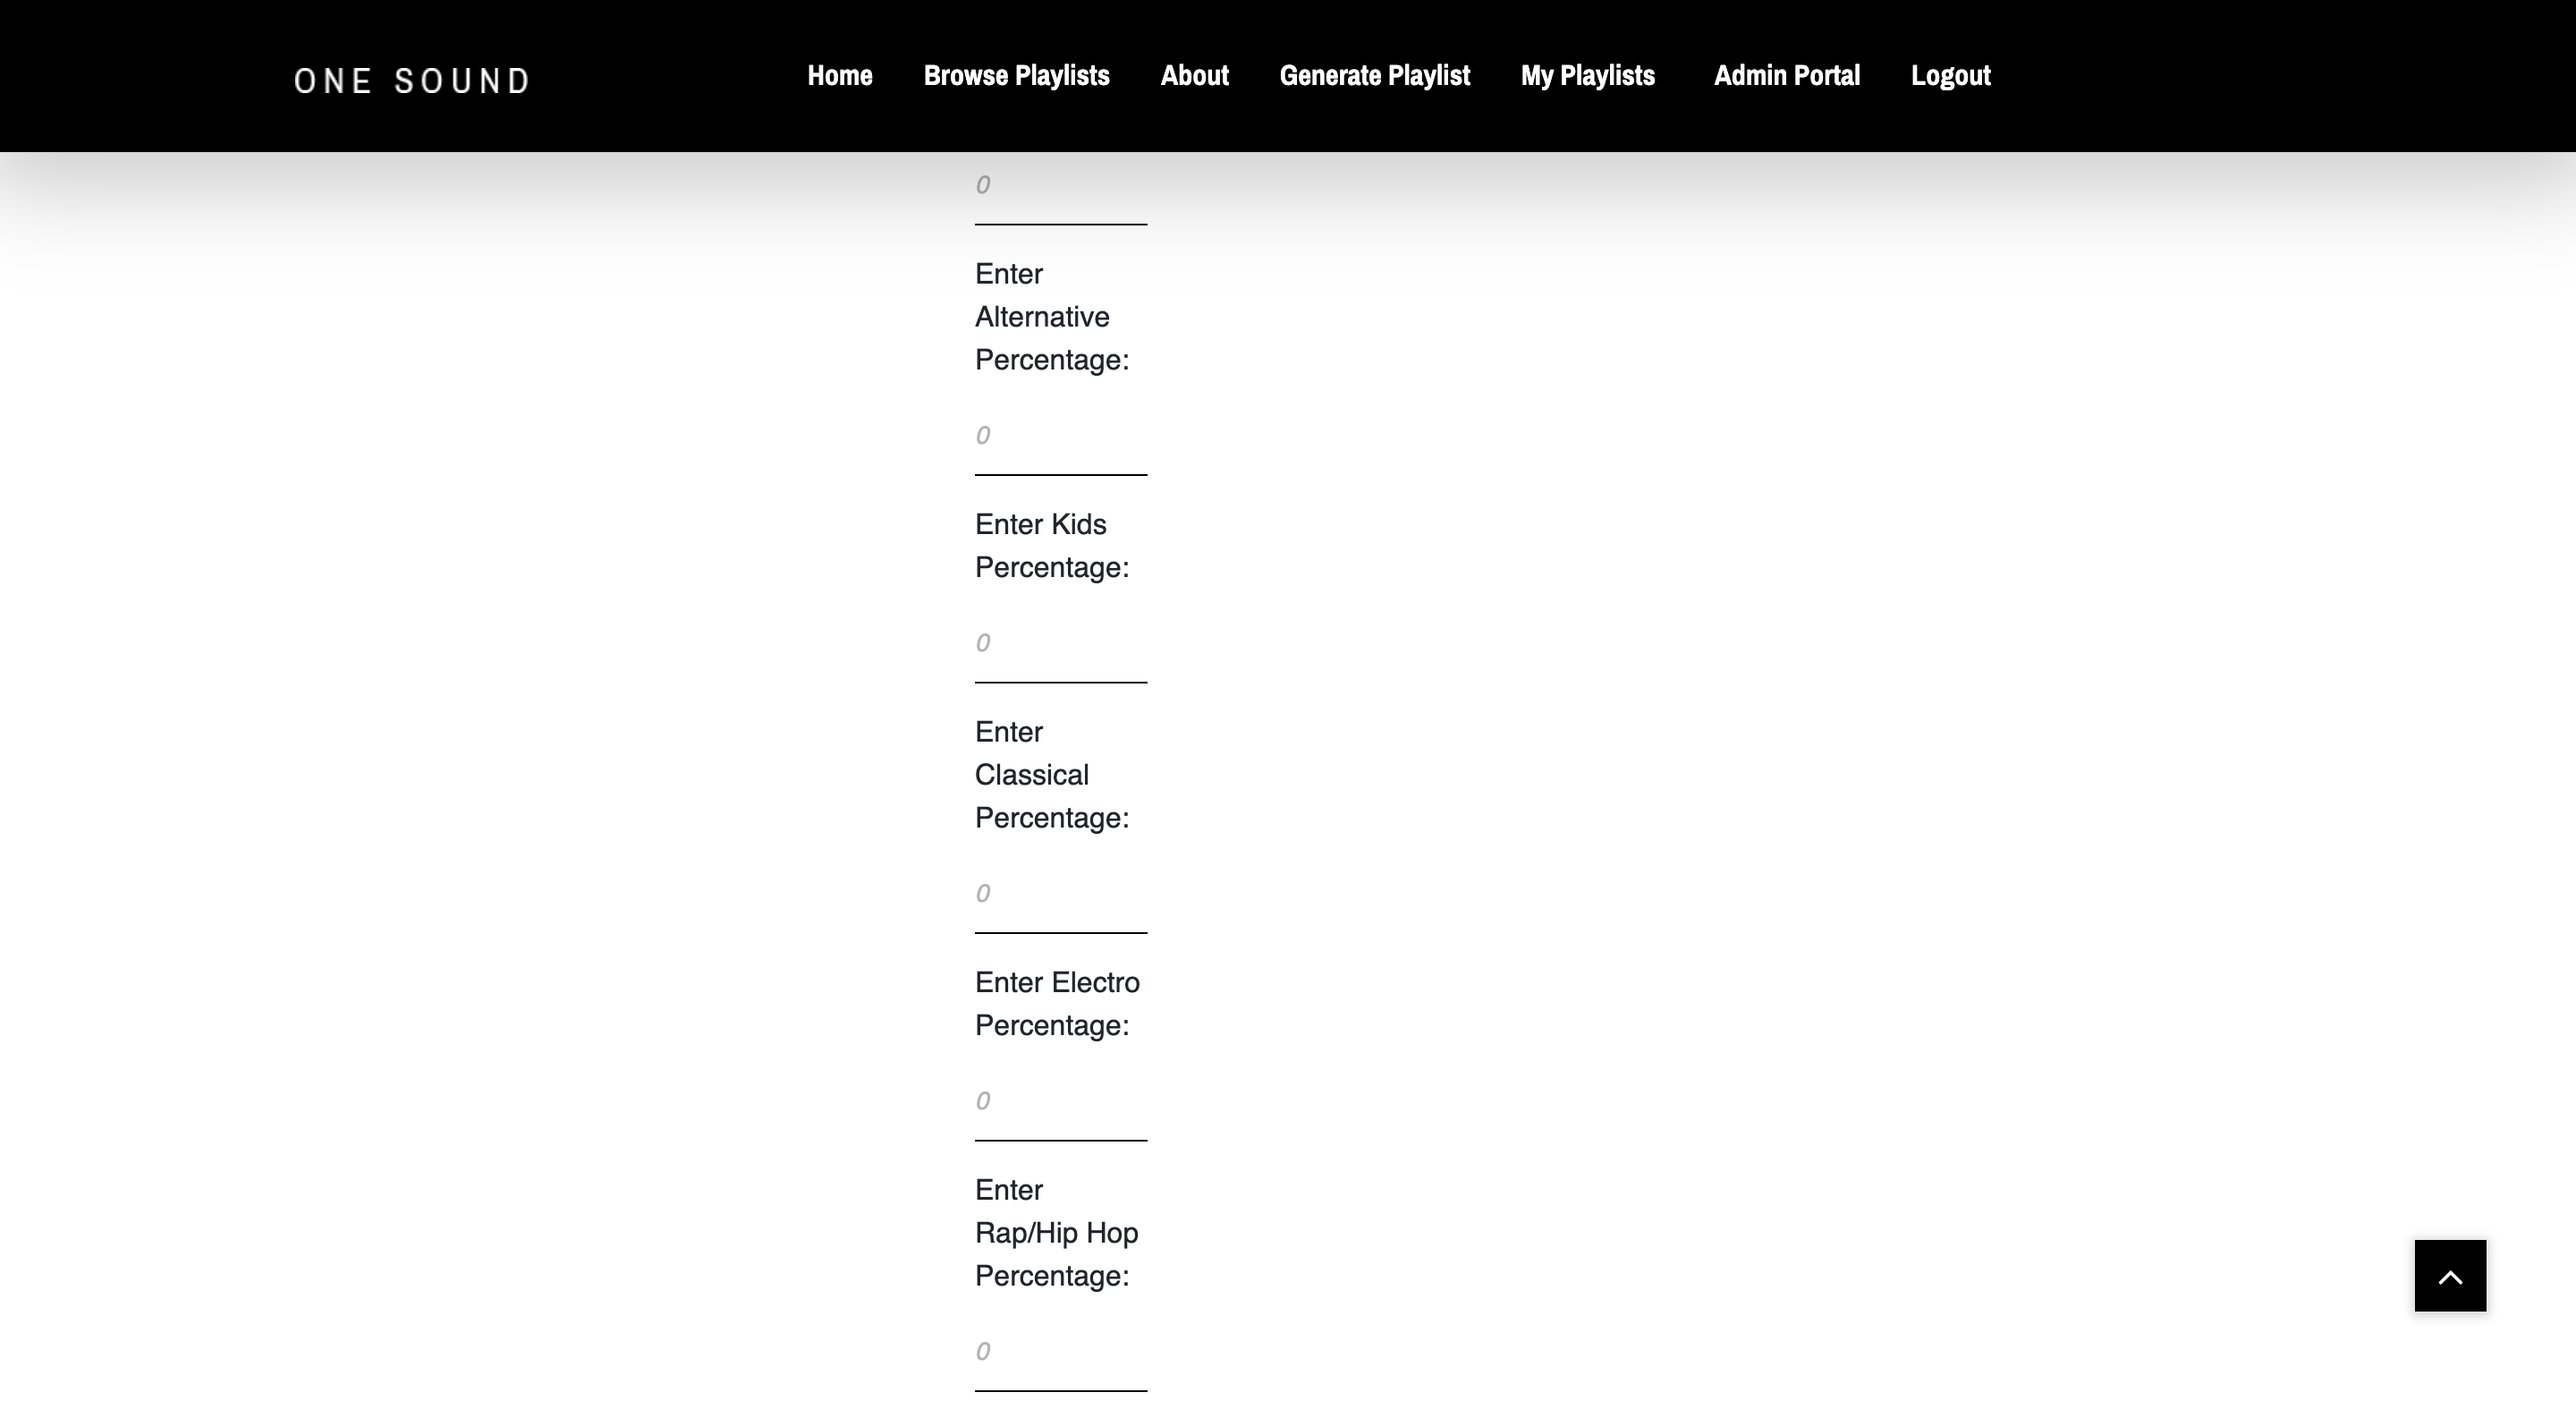 ONE SOUND
Home Browse Playlists About Generate Playlist My Playlists Admin Portal Logout
0
Enter
Alternative
Percentage:
0
Enter Kids
Percentage:
0
Enter
Classical
Percentage:
0
Enter Electro
Percentage:
0
Enter
Rap/Hip Hop
Percentage:
0